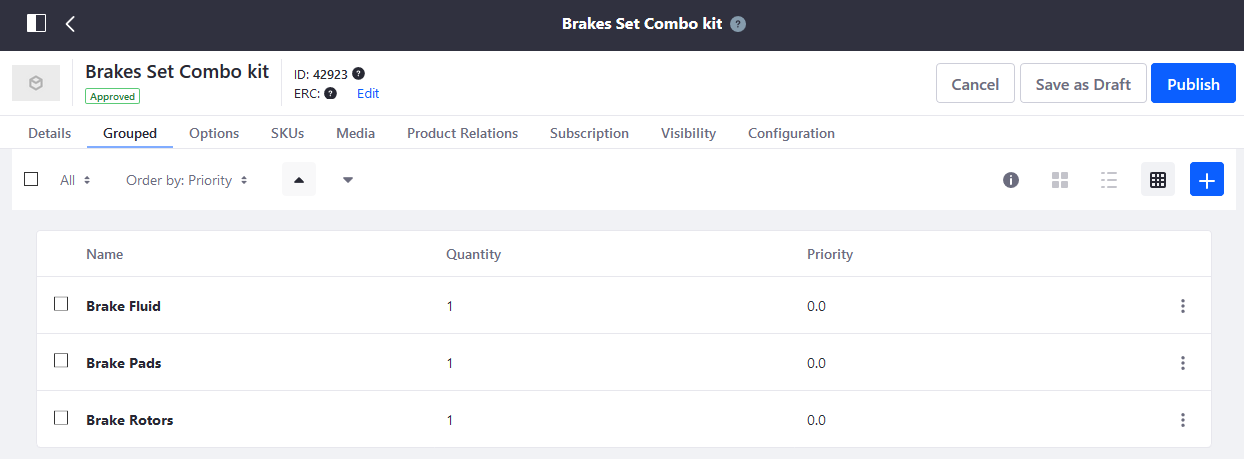 Brakes Set Combo kit ?
Brakes Set Combo kit
Approved
ID: 42923 ?
ERC: ? Edit
Cancel
Save as Draft
Publish
Details Grouped Options SKUs Media Product Relations Subscription Visibility Configuration
All Order by: Priority
Name Quantity Priority
Brake Fluid 1 0.0
Brake Pads 1 0.0
Brake Rotors 1 0.0